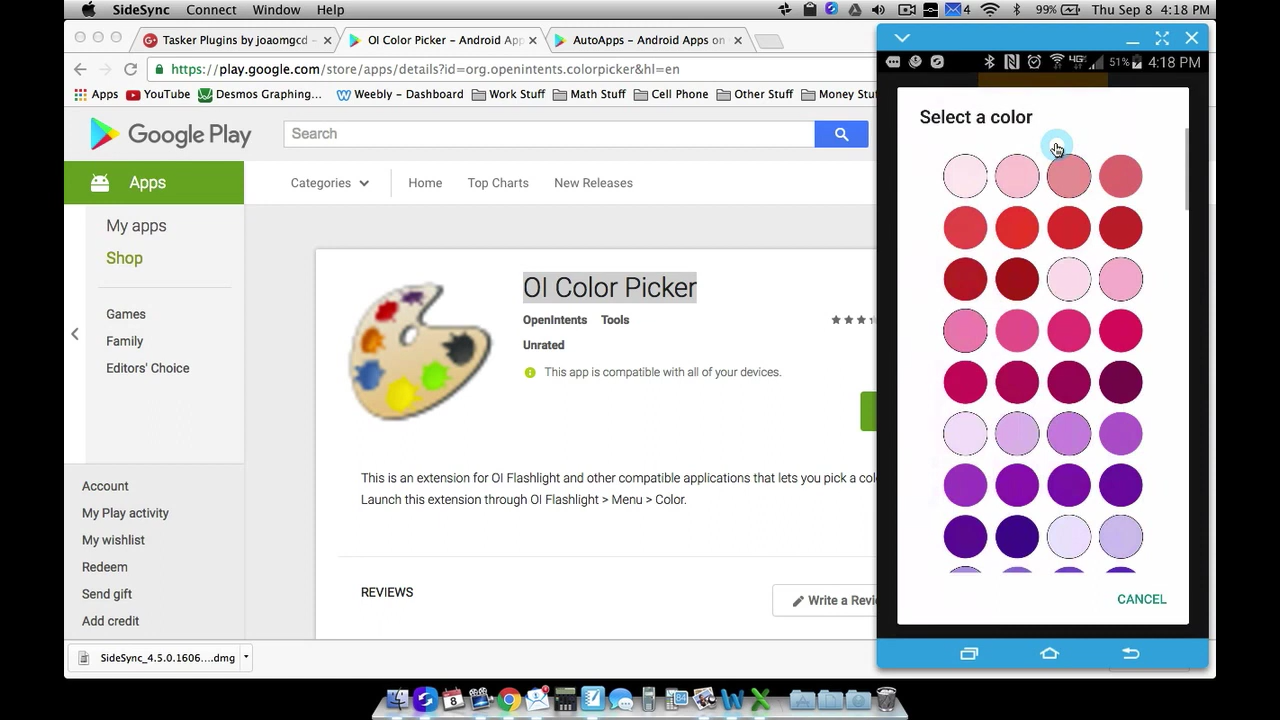 SideSync Connect Window Help
4 99% Thu Sep 8 4:18 PM
Tasker Plugins by joaomgcd
OI Color Picker – Android App
AutoApps – Android Apps on
https://play.google.com/store/apps/details?id=org.openintents.colorpicker&hl=en
Apps YouTube Desmos Graphing... Weebly – Dashboard Work Stuff Math Stuff Cell Phone Other Stuff Money Stu
Google Play
Search
Apps
Categories Home Top Charts New Releases
My apps
Shop
Games
Family
Editors' Choice
Account
My Play activity
My wishlist
Redeem
Send gift
Add credit
OI Color Picker
OpenIntents Tools
Unrated
This app is compatible with all of your devices.
This is an extension for OI Flashlight and other compatible applications that lets you pick a colo
Launch this extension through OI Flashlight > Menu > Color.
REVIEWS
Write a Revi
SideSync_4.5.0.1606....dmg
4G 51% 4:18 PM
Select a color
CANCEL
8